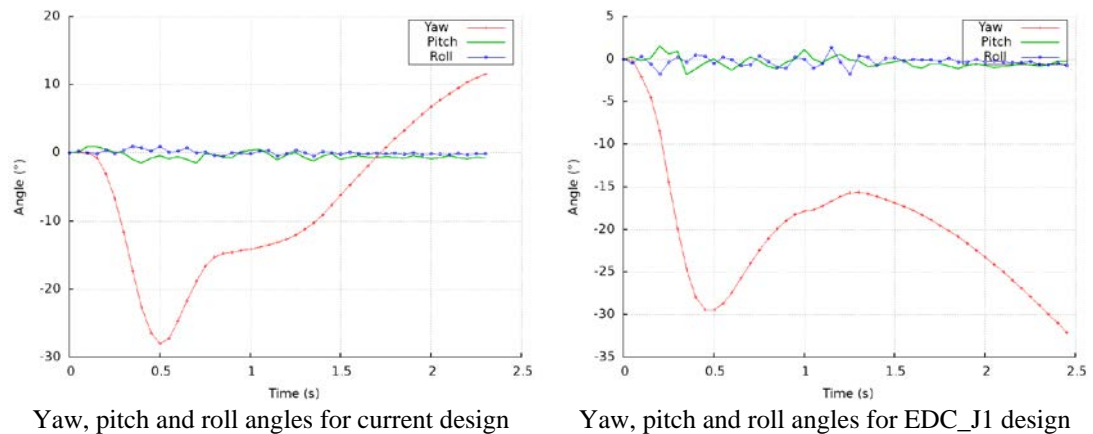 20
10
0
-10
-20
-30
Angle (°)
0
0.5
1
1.5
2
2.5
Time (s)
Yaw
Pitch
Roll
Yaw, pitch and roll angles for current design
5
0
-5
-10
-15
-20
-25
-30
-35
Angle (°)
0
0.5
1
1.5
2
2.5
Time (s)
Yaw
Pitch
Roll
Yaw, pitch and roll angles for EDC_J1 design